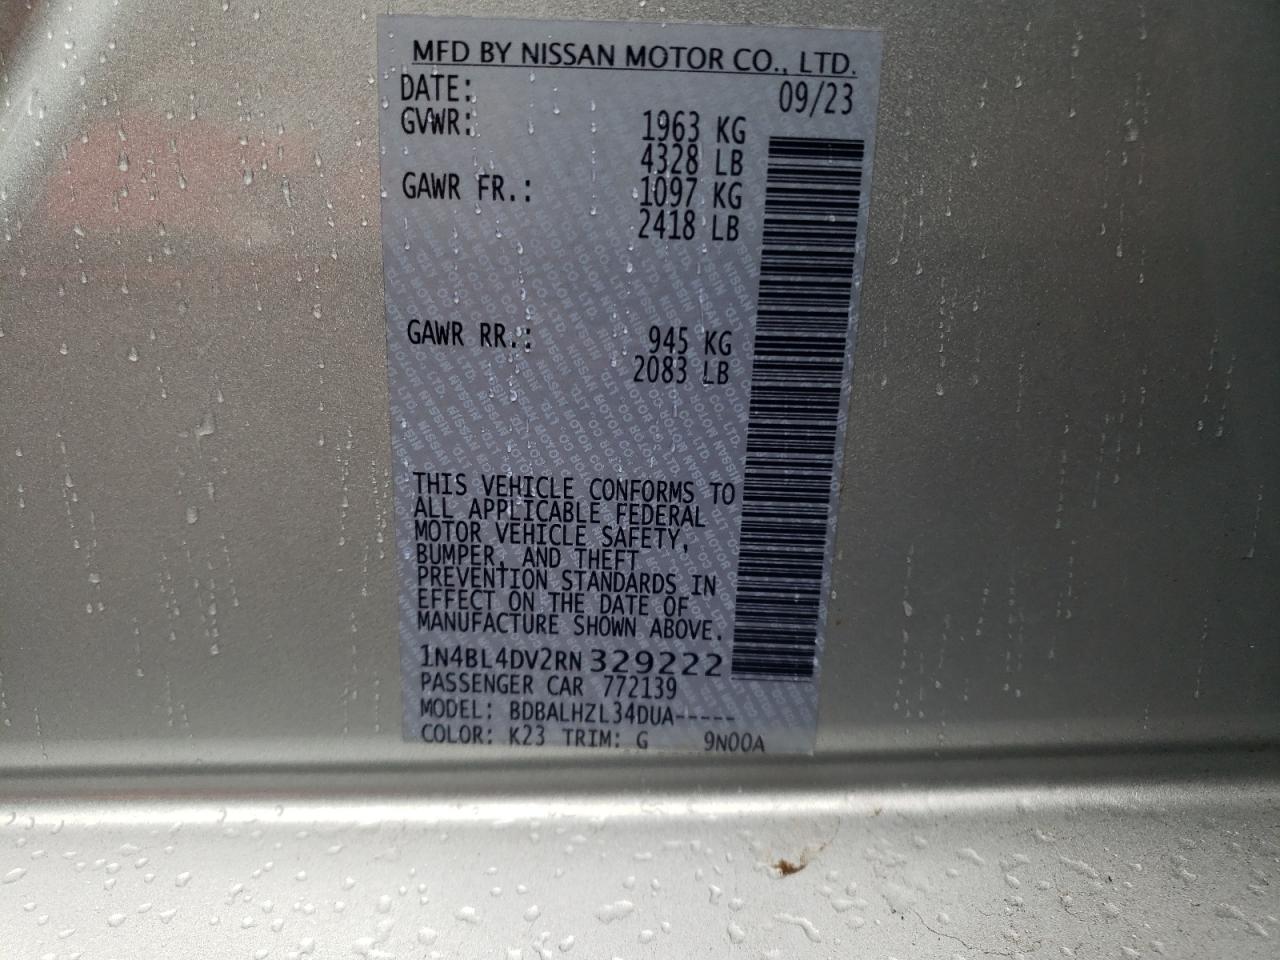 MFD BY NISSAN MOTOR CO., LTD.
DATE: 09/23
GVWR: 1963 KG
4328 LB
GAWR FR.: 1097 KG
2418 LB
GAWR RR.: 945 KG
2083 LB
THIS VEHICLE CONFORMS TO
ALL APPLICABLE FEDERAL
MOTOR VEHICLE SAFETY,
BUMPER, AND THEFT
PREVENTION STANDARDS IN
EFFECT ON THE DATE OF
MANUFACTURE SHOWN ABOVE.
1N4BL4DV2RN329222
PASSENGER CAR 772139
MODEL: BDBALHZL34DUA-----
COLOR: K23 TRIM: G 9N00A